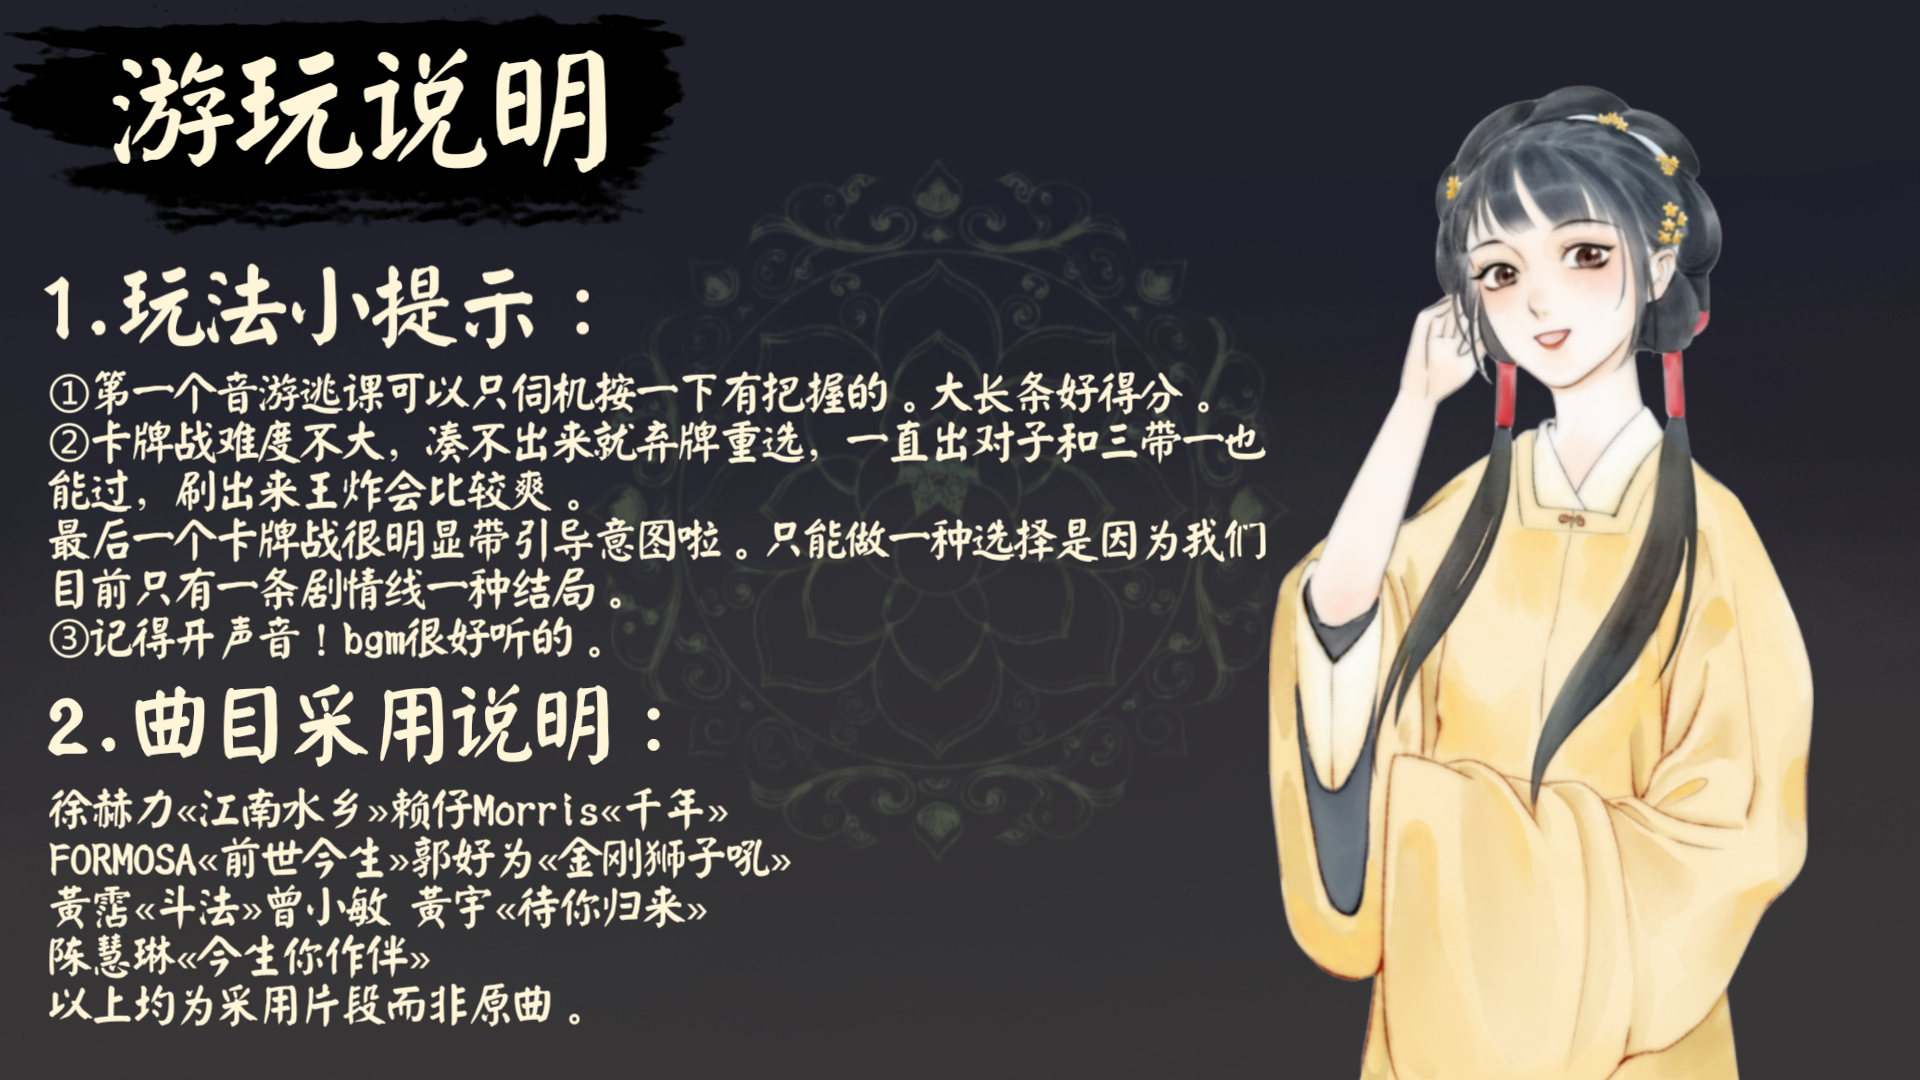 游玩说明
1.玩法小提示：
①第一个音游逃课可以只伺机按一下有把握的。大长条好得分。
②卡牌战难度不大，凑不出来就弃牌重选，一直出对子和三带一也
能过，刷出来王炸会比较爽。
最后一个卡牌战很明显带引导意图啦。只能做一种选择是因为我们
目前只有一条剧情线一种结局。
③记得开声音！bgm很好听的。
2.曲目采用说明：
徐赫力«江南水乡»赖仔Morris«千年»
FORMOSA«前世今生»郭好为«金刚狮子吼»
黃霑«斗法»曾小敏 黃宇«待你归来»
陈慧琳«今生你作伴»
以上均为采用片段而非原曲。